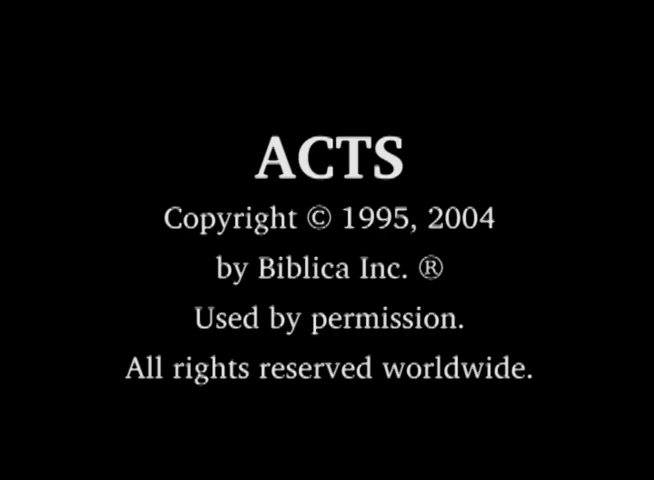 ACTS
Copyright © 1995, 2004
by Biblica Inc. ®
Used by permission.
All rights reserved worldwide.